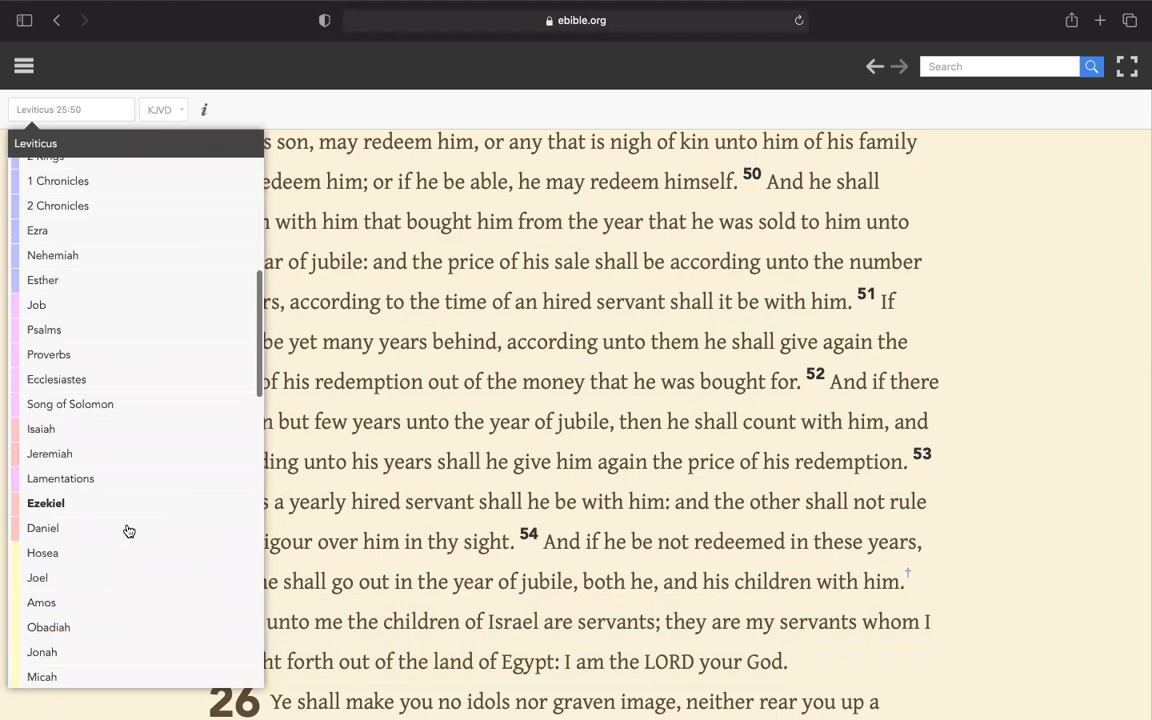 ebible.org
Search
Leviticus 25:50
KJVD
i
Leviticus
2 Kings
1 Chronicles
2 Chronicles
Ezra
Nehemiah
Esther
Job
Psalms
Proverbs
Ecclesiastes
Song of Solomon
Isaiah
Jeremiah
Lamentations
Ezekiel
Daniel
Hosea
Joel
Amos
Obadiah
Jonah
Micah
s son, may redeem him, or any that is nigh of kin unto him of his family
edeem him; or if he be able, he may redeem himself. 50 And he shall
with him that bought him from the year that he was sold to him unto
ar of jubile: and the price of his sale shall be according unto the number
rs, according to the time of an hired servant shall it be with him. 51 If
be yet many years behind, according unto them he shall give again the
of his redemption out of the money that he was bought for. 52 And if there
n but few years unto the year of jubile, then he shall count with him, and
ding unto his years shall he give him again the price of his redemption. 53
s a yearly hired servant shall he be with him: and the other shall not rule
igour over him in thy sight. 54 And if he be not redeemed in these years,
e shall go out in the year of jubile, both he, and his children with him.†
unto me the children of Israel are servants; they are my servants whom I
ht forth out of the land of Egypt: I am the LORD your God.
26 Ye shall make you no idols nor graven image, neither rear you up a